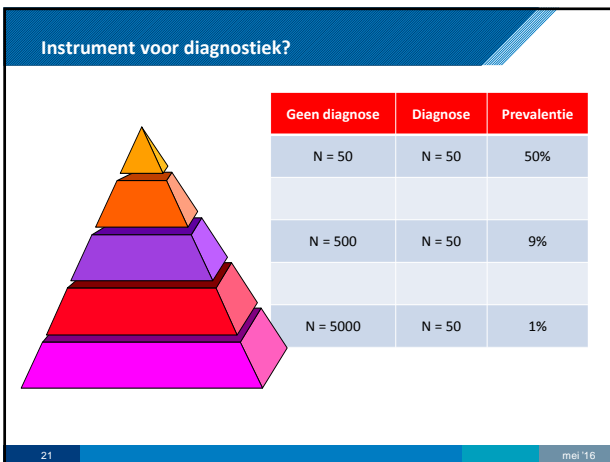 Instrument voor diagnostiek?
Geen diagnose Diagnose Prevalentie
N = 50 N = 50 50%
N = 500 N = 50 9%
N = 5000 N = 50 1%
21 mei '16